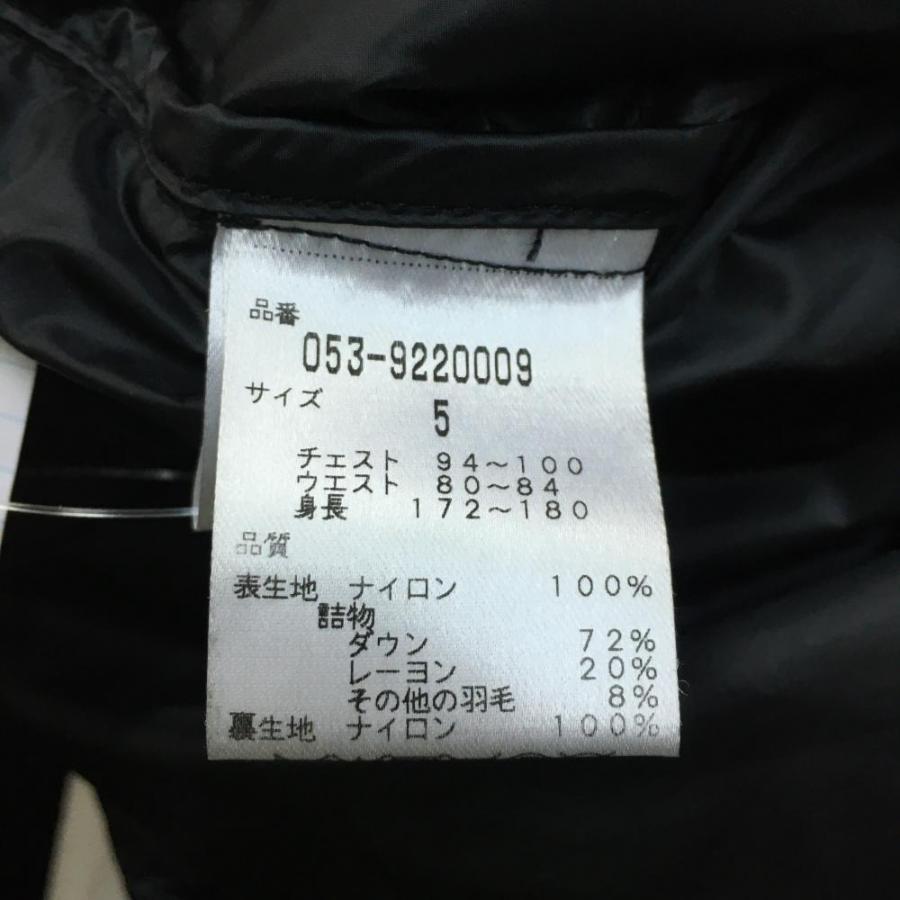 品番
053-9220009
サイズ
5
チェスト 94～100
ウエスト 80～84
身長 172～180
品質
表生地 ナイロン 100%
詰物
ダウン 72%
レーヨン 20%
その他の羽毛 8%
裏生地 ナイロン 100%